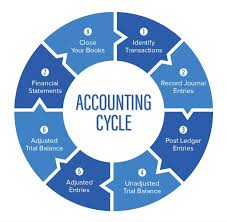 ACCOUNTING
CYCLE
1
Identify
Transactions
2
Record Journal
Entries
3
Post Ledger
Entries
4
Unadjusted
Trial Balance
5
Adjusted
Entries
6
Adjusted
Trial Balance
7
Financial
Statements
8
Close
Your Books